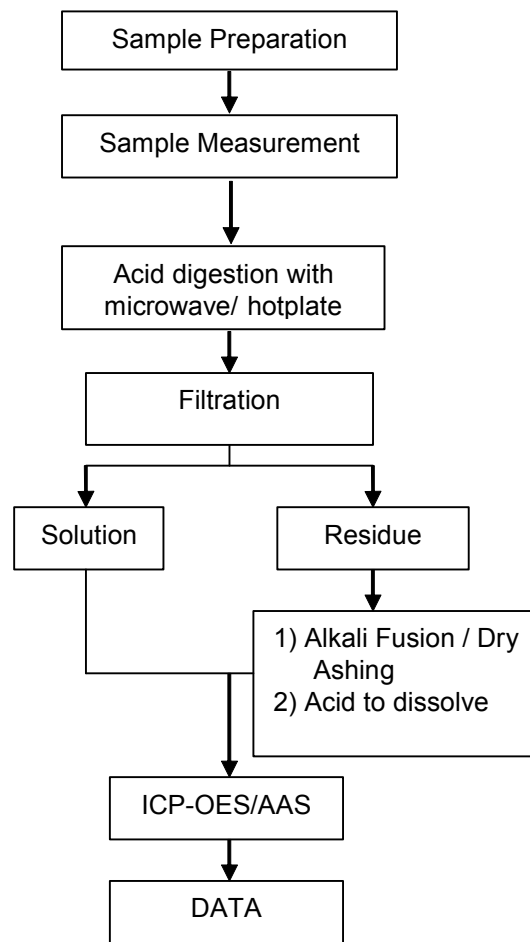 Sample Preparation
Sample Measurement
Acid digestion with
microwave/ hotplate
Filtration
Solution
Residue
1) Alkali Fusion / Dry
Ashing
2) Acid to dissolve
ICP-OES/AAS
DATA